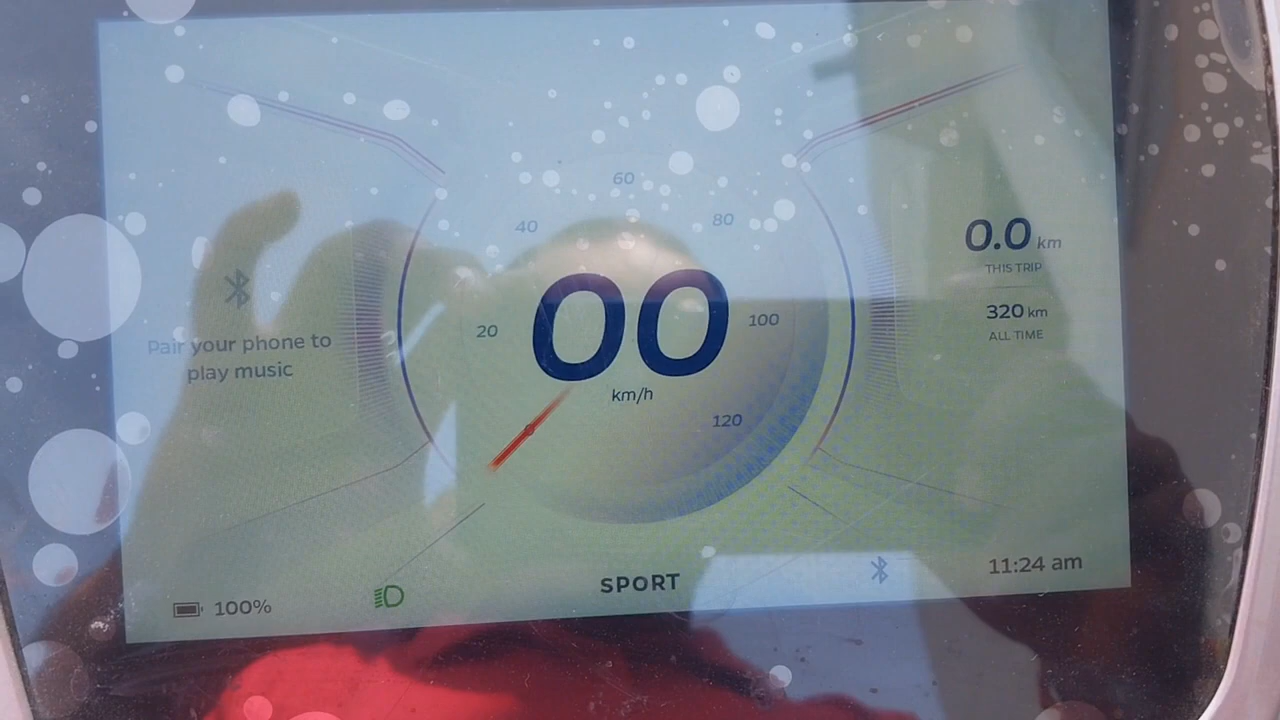 60
40
80
0.0 km
THIS TRIP
00
20
100
320 km
ALL TIME
Pair your phone to
play music
km/h
120
100%
SPORT
11:24 am